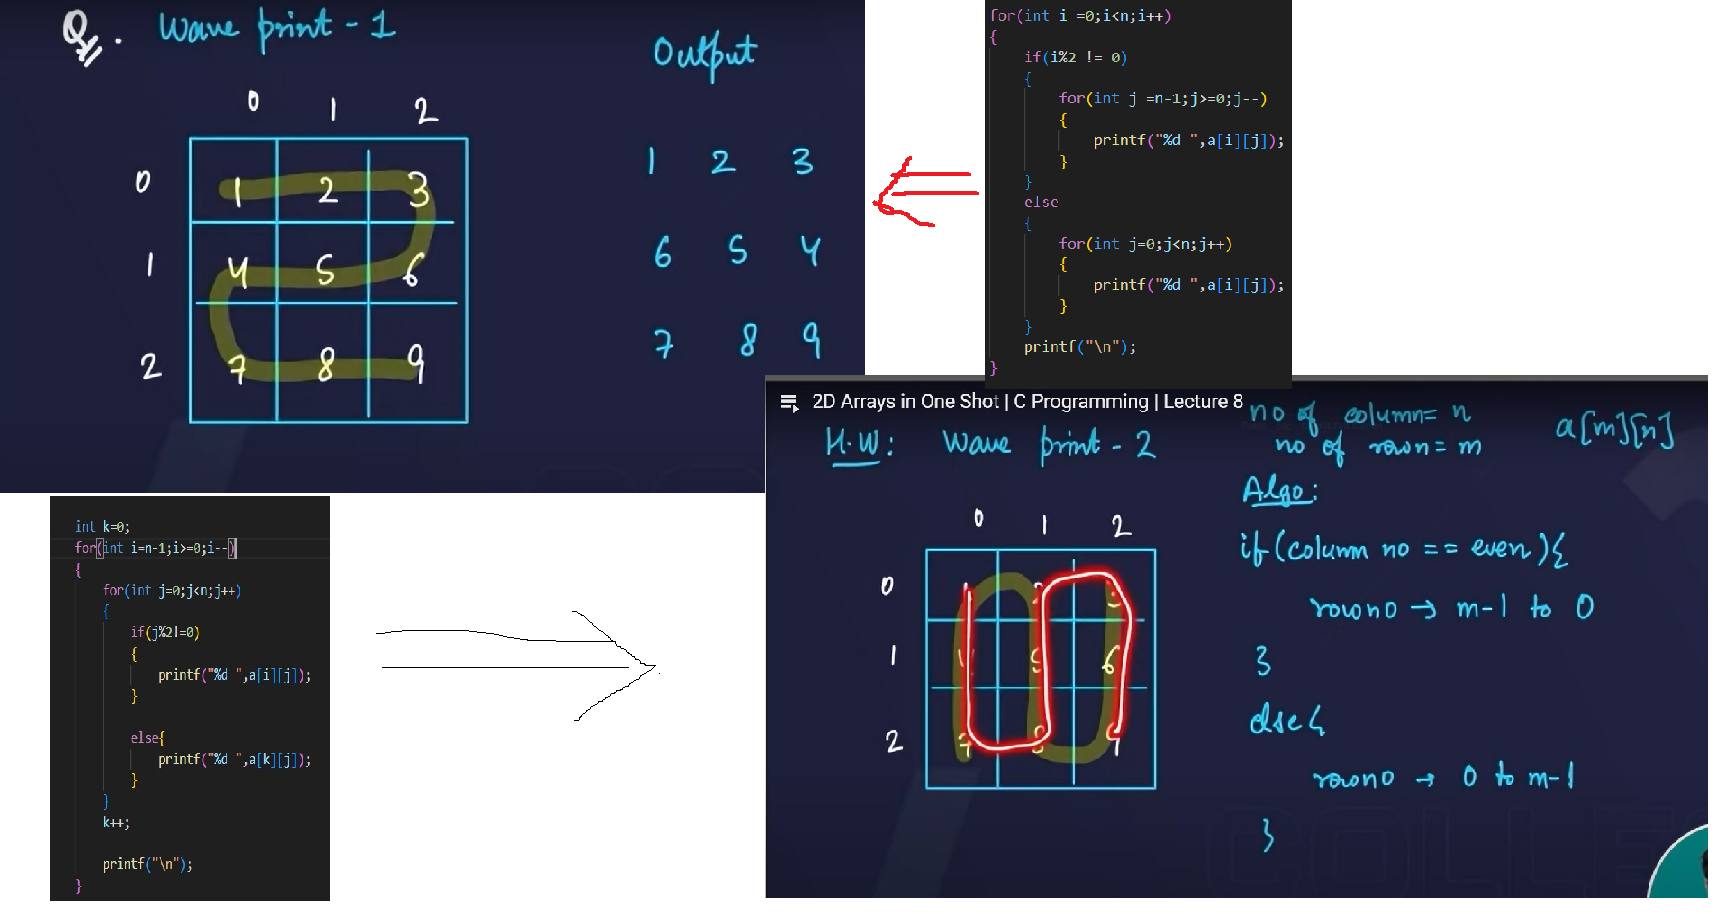 Q. Wave print - 1
Output
0 1 2
0 1 2 3
1 4 5 6
2 7 8 9
1 2 3
6 5 4
7 8 9
for(int i =0;i<n;i++)
{
if(i%2 != 0)
{
for(int j =n-1;j>=0;j--)
{
printf("%d ",a[i][j]);
}
}
else
{
for(int j=0;j<n;j++)
{
printf("%d ",a[i][j]);
}
}
printf("\n");
}
int k=0;
for(int i=n-1;i>=0;i--)
{
for(int j=0;j<n;j++)
{
if(j%2!=0)
{
printf("%d ",a[i][j]);
}
else{
printf("%d ",a[k][j]);
}
}
k++;
printf("\n");
}
2D Arrays in One Shot | C Programming | Lecture 8
H.W: Wave print - 2
0 1 2
0 1
1 4 5 6
2 7 8 9
no of column = n
no of row = m
a[m][n]
Algo:
if (column no == even){
rowno → m-1 to 0
}
else{
rowno → 0 to m-1
}